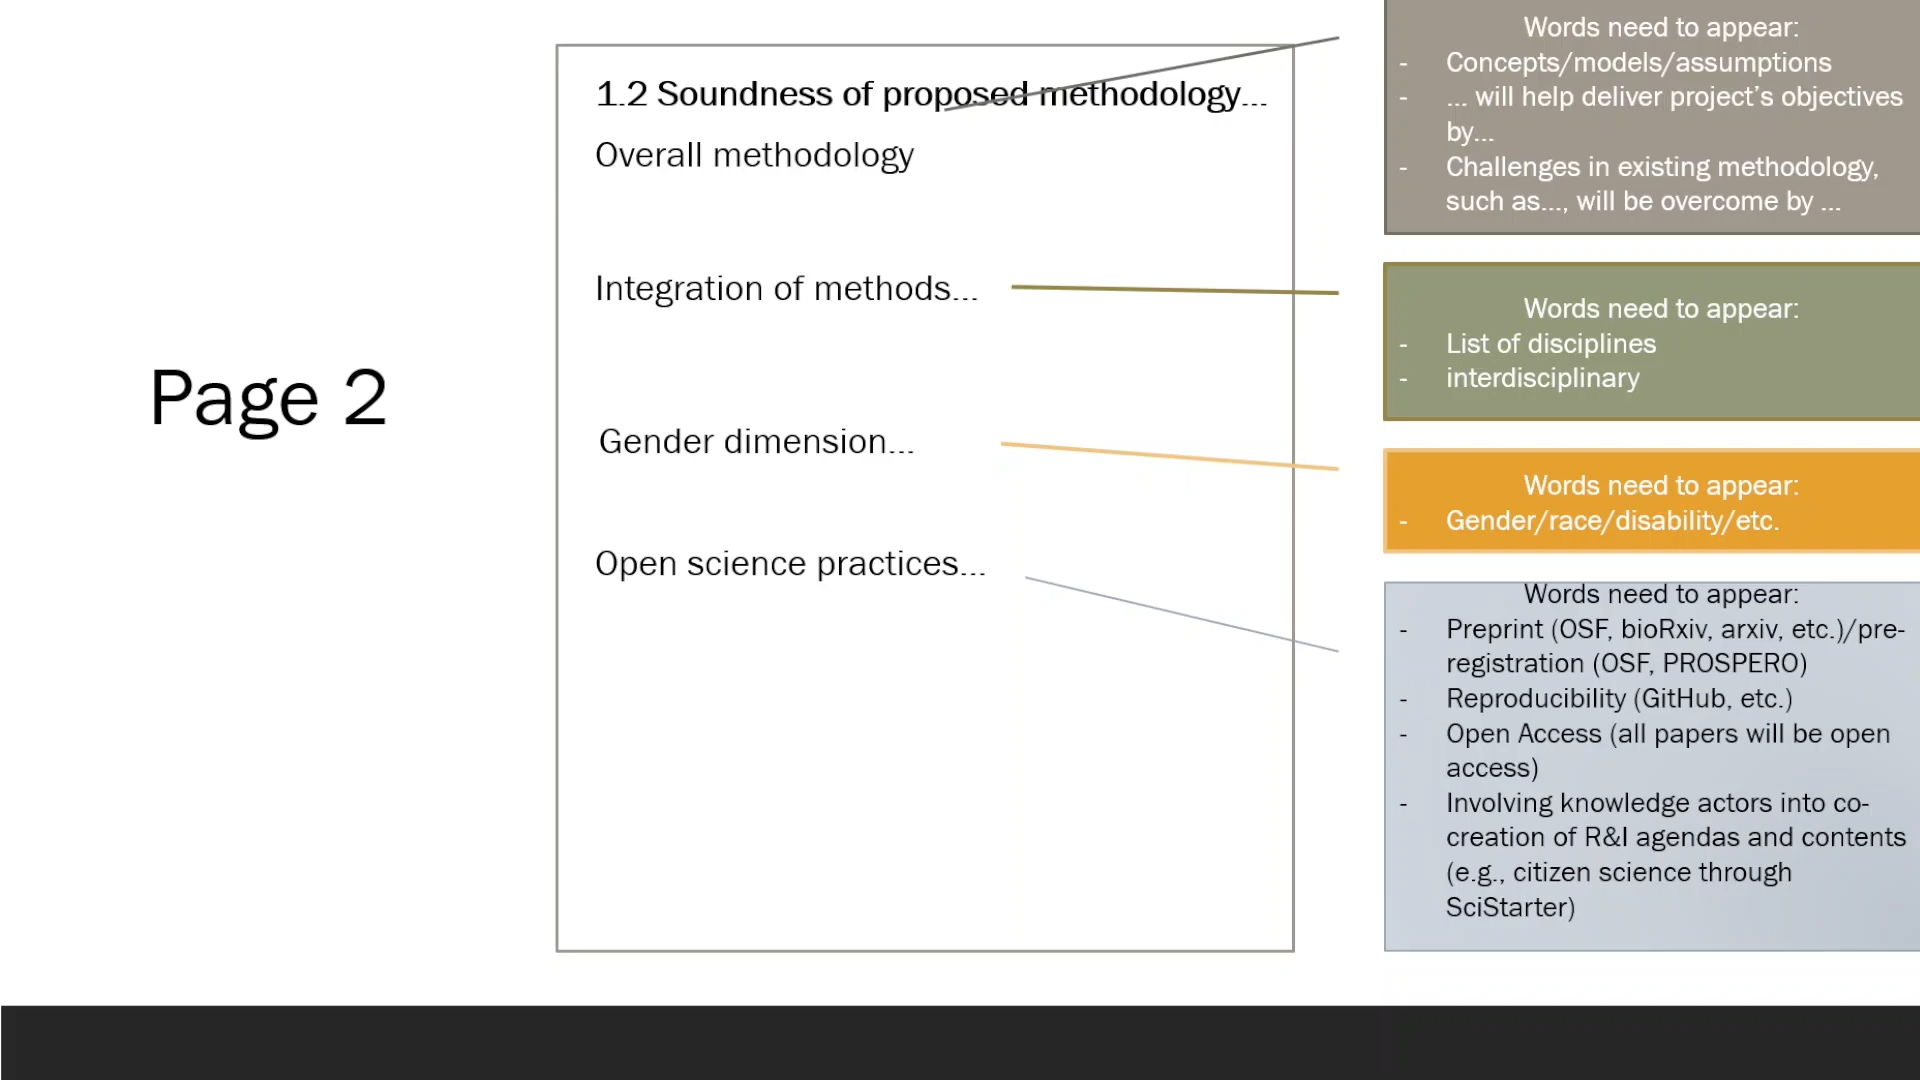 Page 2
1.2 Soundness of proposed methodology...
Overall methodology
Integration of methods...
Gender dimension...
Open science practices...
Words need to appear:
- Concepts/models/assumptions
- ... will help deliver project's objectives
by...
- Challenges in existing methodology,
such as..., will be overcome by ...
Words need to appear:
- List of disciplines
- interdisciplinary
Words need to appear:
- Gender/race/disability/etc.
Words need to appear:
- Preprint (OSF, bioRxiv, arxiv, etc.)/pre-
registration (OSF, PROSPERO)
- Reproducibility (GitHub, etc.)
- Open Access (all papers will be open
access)
- Involving knowledge actors into co-
creation of R&I agendas and contents
(e.g., citizen science through
SciStarter)